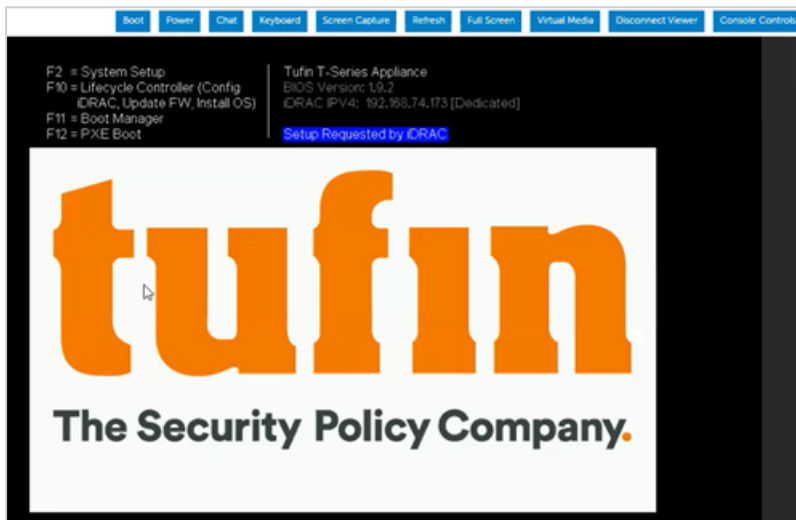 Boot Power Chat Keyboard Screen Capture Refresh Full Screen Virtual Media Disconnect Viewer Console Controls
F2 = System Setup
F10 = Lifecycle Controller (Config
iDRAC, Update FW, Install OS)
F11 = Boot Manager
F12 = PXE Boot
Tufin T-Series Appliance
BIOS Version: 1.9.2
iDRAC IPV4: 192.168.74.173 [Dedicated]
Setup Requested by iDRAC
tufin
The Security Policy Company.